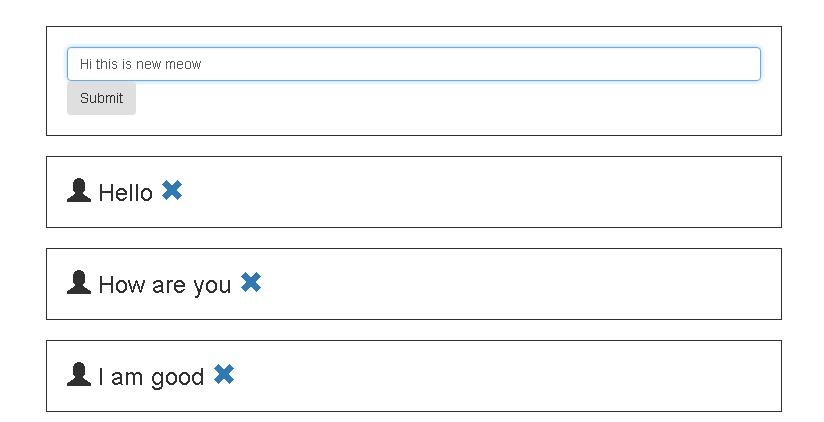 Hi this is new meow
Submit
Hello
How are you
I am good